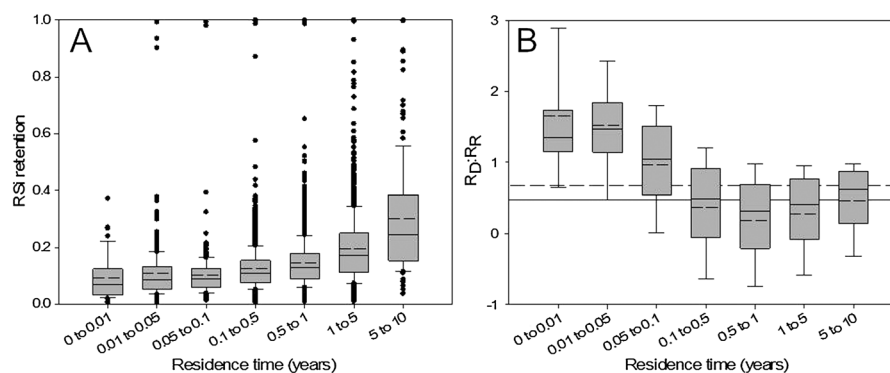 A
RSi retention
1.0
0.8
0.6
0.4
0.2
0.0
0 to 0.01
0.01 to 0.05
0.05 to 0.1
0.1 to 0.5
0.5 to 1
1 to 5
5 to 10
Residence time (years)
B
RD:RR
3
2
1
0
-1
0 to 0.01
0.01 to 0.05
0.05 to 0.1
0.1 to 0.5
0.5 to 1
1 to 5
5 to 10
Residence time (years)